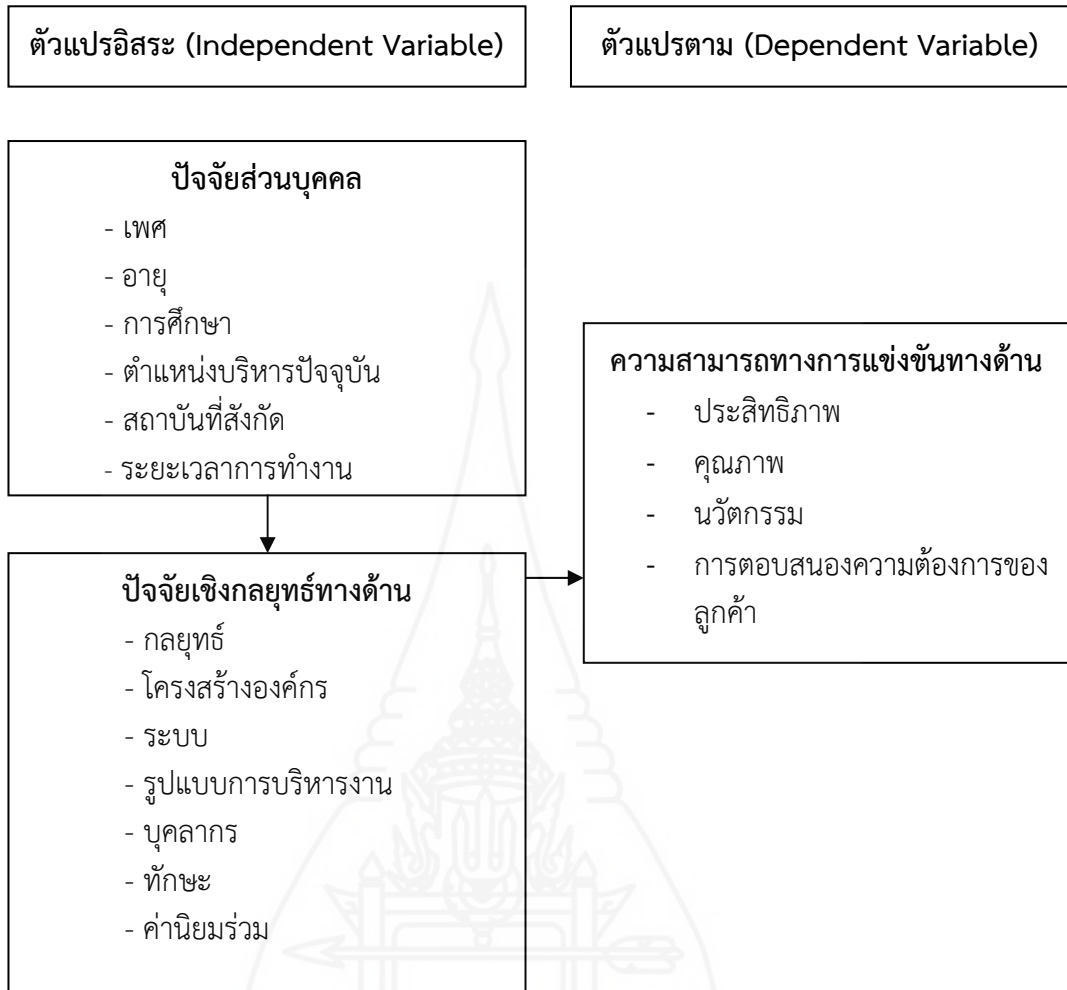 ตัวแปรอิสระ (Independent Variable)
ตัวแปรตาม (Dependent Variable)
ปัจจัยส่วนบุคคล
- เพศ
- อายุ
- การศึกษา
- ตำแหน่งบริหารปัจจุบัน
- สถาบันที่สังกัด
- ระยะเวลาการทำงาน
ปัจจัยเชิงกลยุทธ์ทางด้าน
- กลยุทธ์
- โครงสร้างองค์กร
- ระบบ
- รูปแบบการบริหารงาน
- บุคลากร
- ทักษะ
- ค่านิยมร่วม
ความสามารถทางการแข่งขันทางด้าน
- ประสิทธิภาพ
- คุณภาพ
- นวัตกรรม
- การตอบสนองความต้องการของ
ลูกค้า